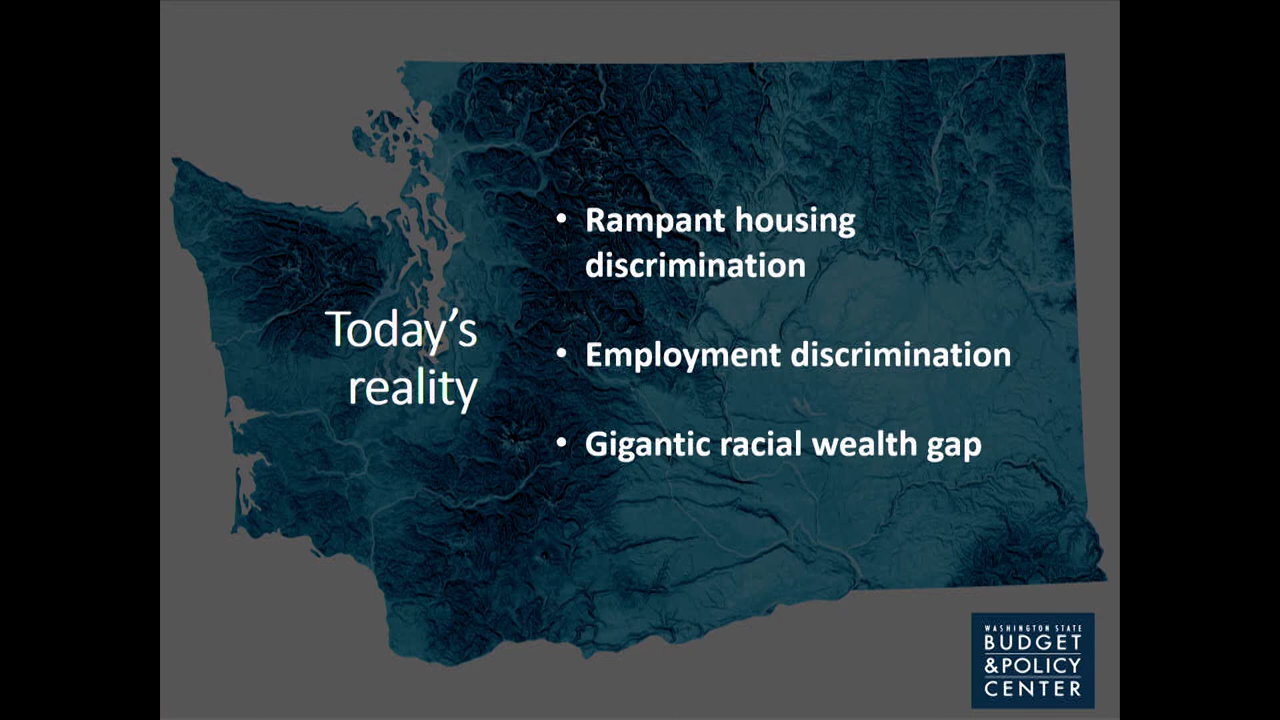 Today's
reality
• Rampant housing
discrimination
• Employment discrimination
• Gigantic racial wealth gap
WASHINGTON STATE
BUDGET
&POLICY
CENTER